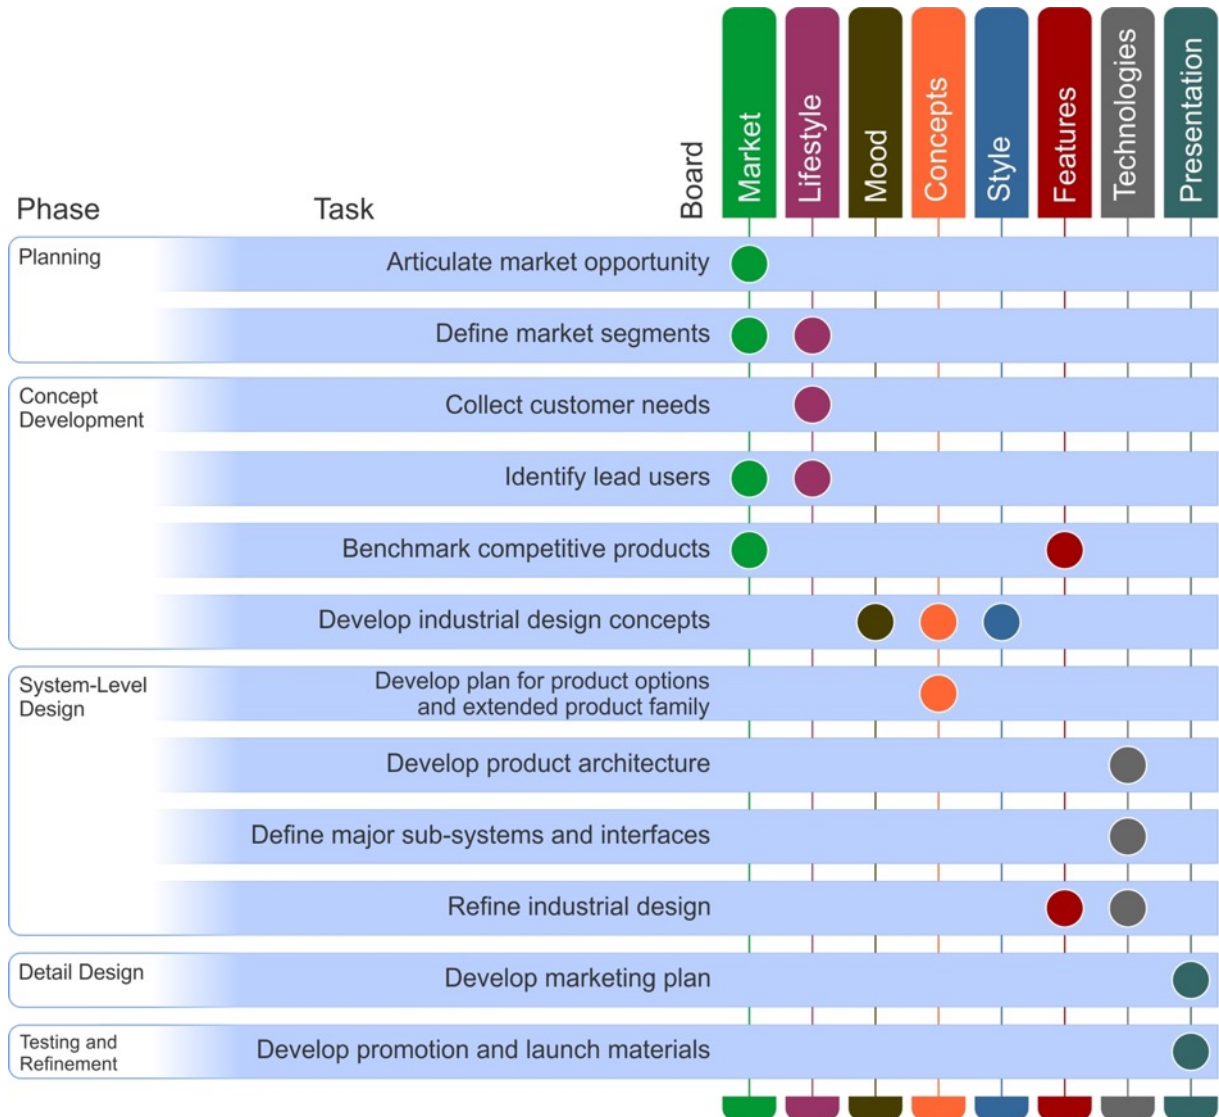 Phase
Task
Board
Market
Lifestyle
Mood
Concepts
Style
Features
Technologies
Presentation
Planning
Articulate market opportunity
Define market segments
Concept
Development
Collect customer needs
Identify lead users
Benchmark competitive products
Develop industrial design concepts
System-Level
Design
Develop plan for product options
and extended product family
Develop product architecture
Define major sub-systems and interfaces
Refine industrial design
Detail Design
Develop marketing plan
Testing and
Refinement
Develop promotion and launch materials